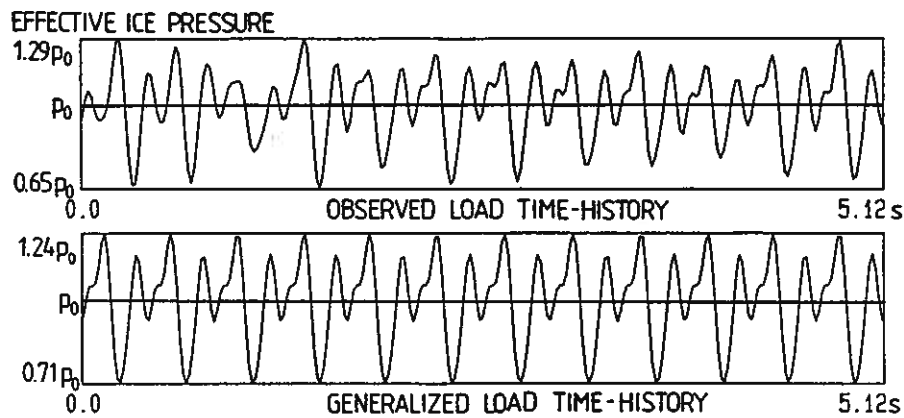 EFFECTIVE ICE PRESSURE
1.29p₀
p₀
0.65p₀
0.0 OBSERVED LOAD TIME-HISTORY 5.12s
1.24p₀
p₀
0.71p₀
0.0 GENERALIZED LOAD TIME-HISTORY 5.12s